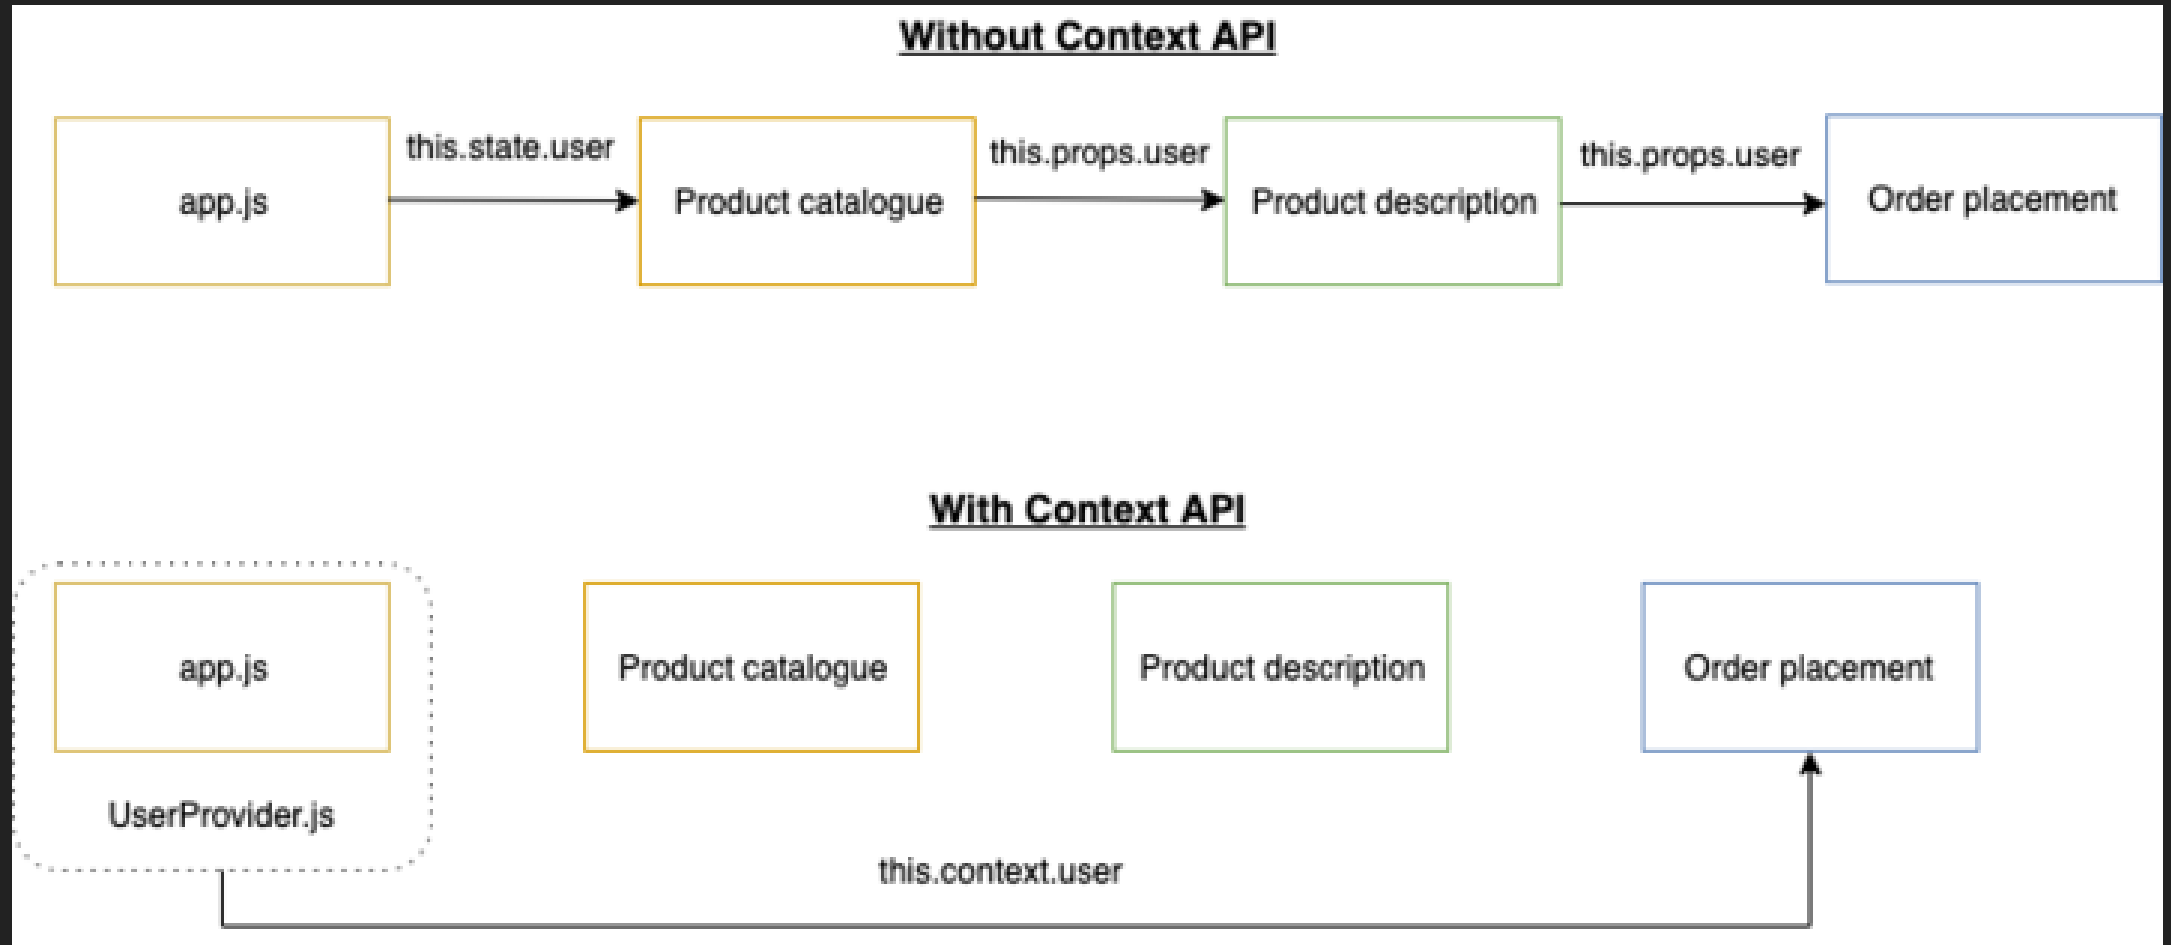 Without Context API
this.state.user
this.props.user
this.props.user
app.js
Product catalogue
Product description
Order placement
With Context API
app.js
Product catalogue
Product description
Order placement
UserProvider.js
this.context.user